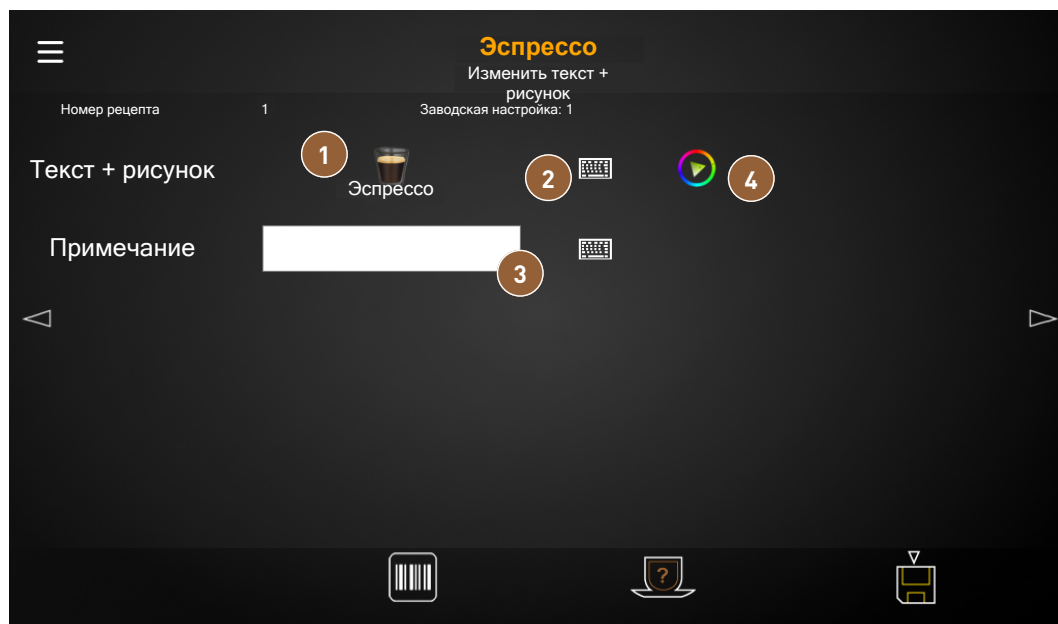 Эспрессо
Изменить текст +
рисунок
Номер рецепта 1 Заводская настройка: 1
Текст + рисунок 1 2 4
Эспрессо
Примечание 3
?